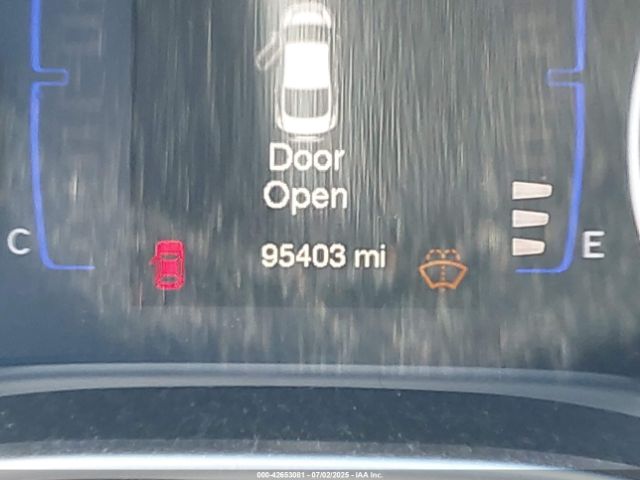 Door
Open
C
95403 mi
E
000-42653081 - 07/02/2025 - IAA Inc.